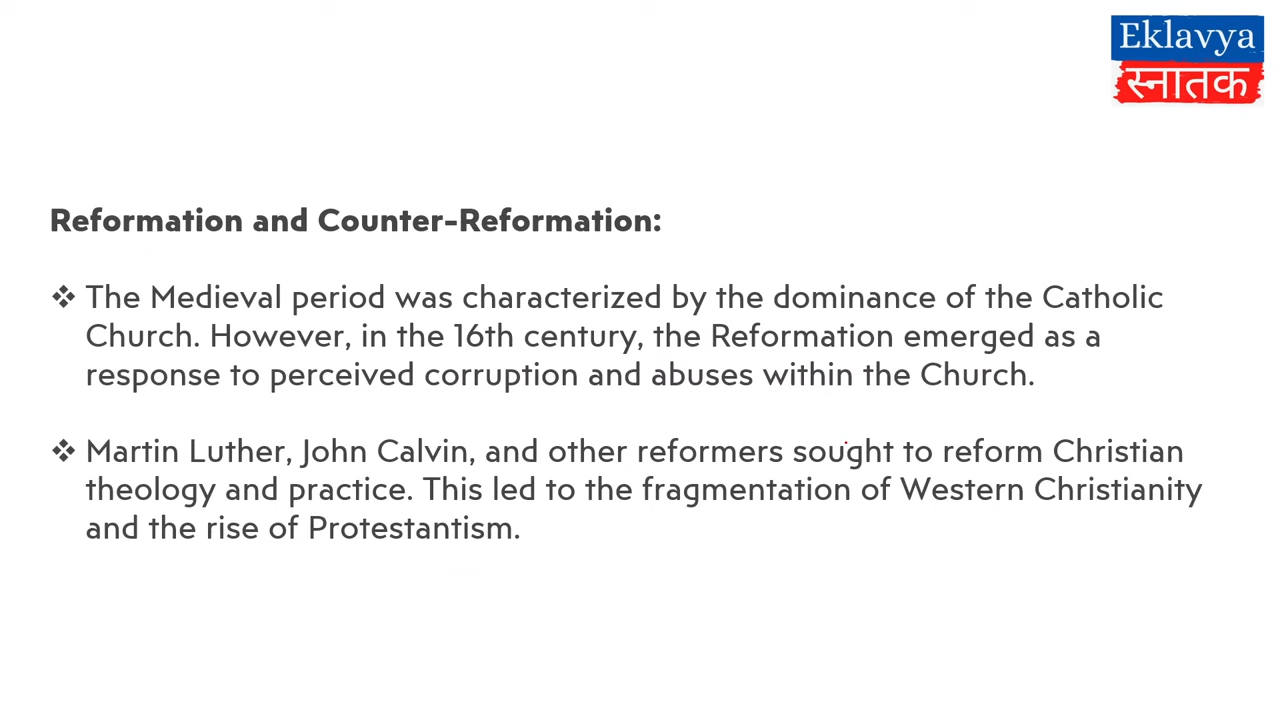 Eklavya
स्नातक
Reformation and Counter-Reformation:
❖ The Medieval period was characterized by the dominance of the Catholic
Church. However, in the 16th century, the Reformation emerged as a
response to perceived corruption and abuses within the Church.
❖ Martin Luther, John Calvin, and other reformers sought to reform Christian
theology and practice. This led to the fragmentation of Western Christianity
and the rise of Protestantism.